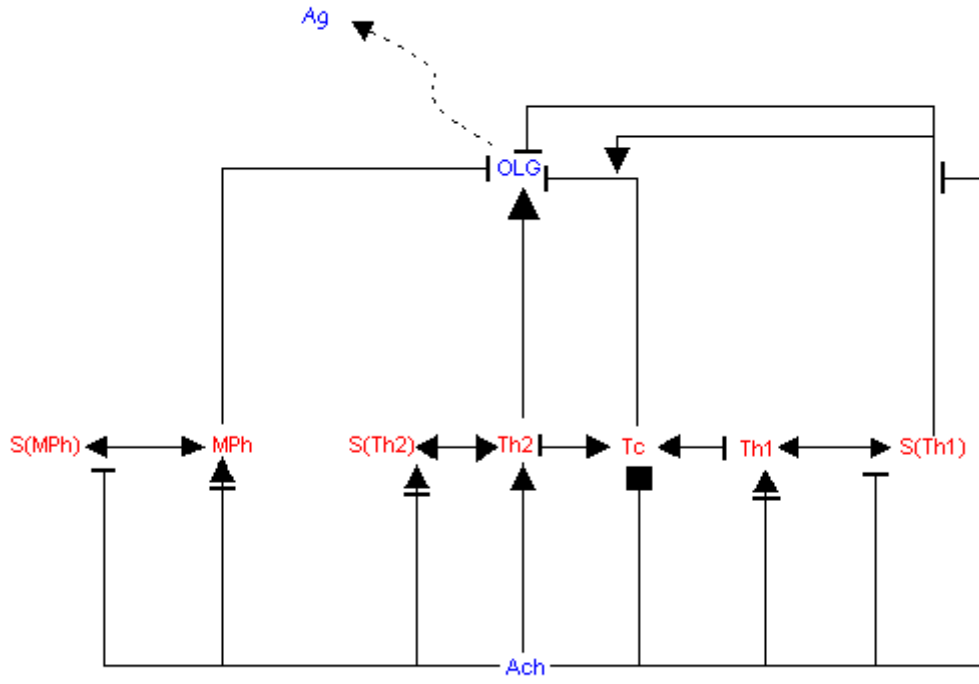 Ag
OLG
S(MPh) MPh S(Th2) Th2 Tc Th1 S(Th1)
Ach